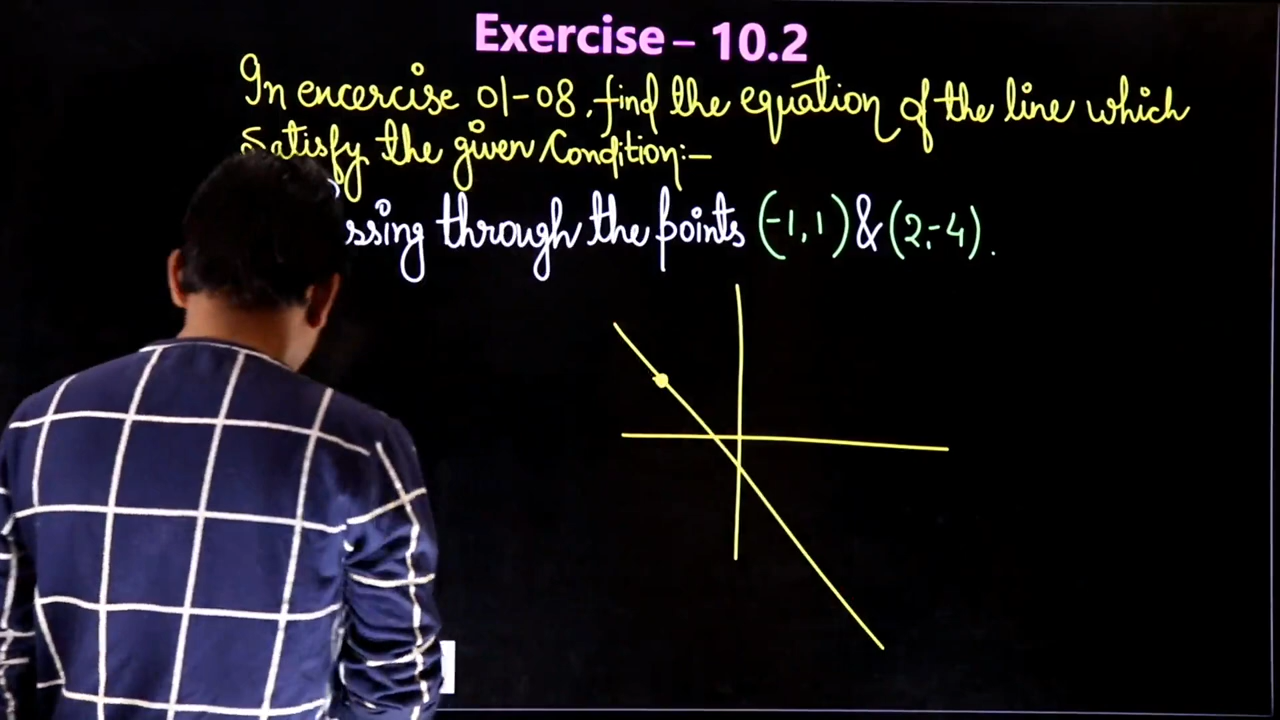 Exercise – 10.2
In encercise 01-08, find the equation of the line which
Satisfy the given Condition:-
ssing through the points (-1, 1) & (2, -4).